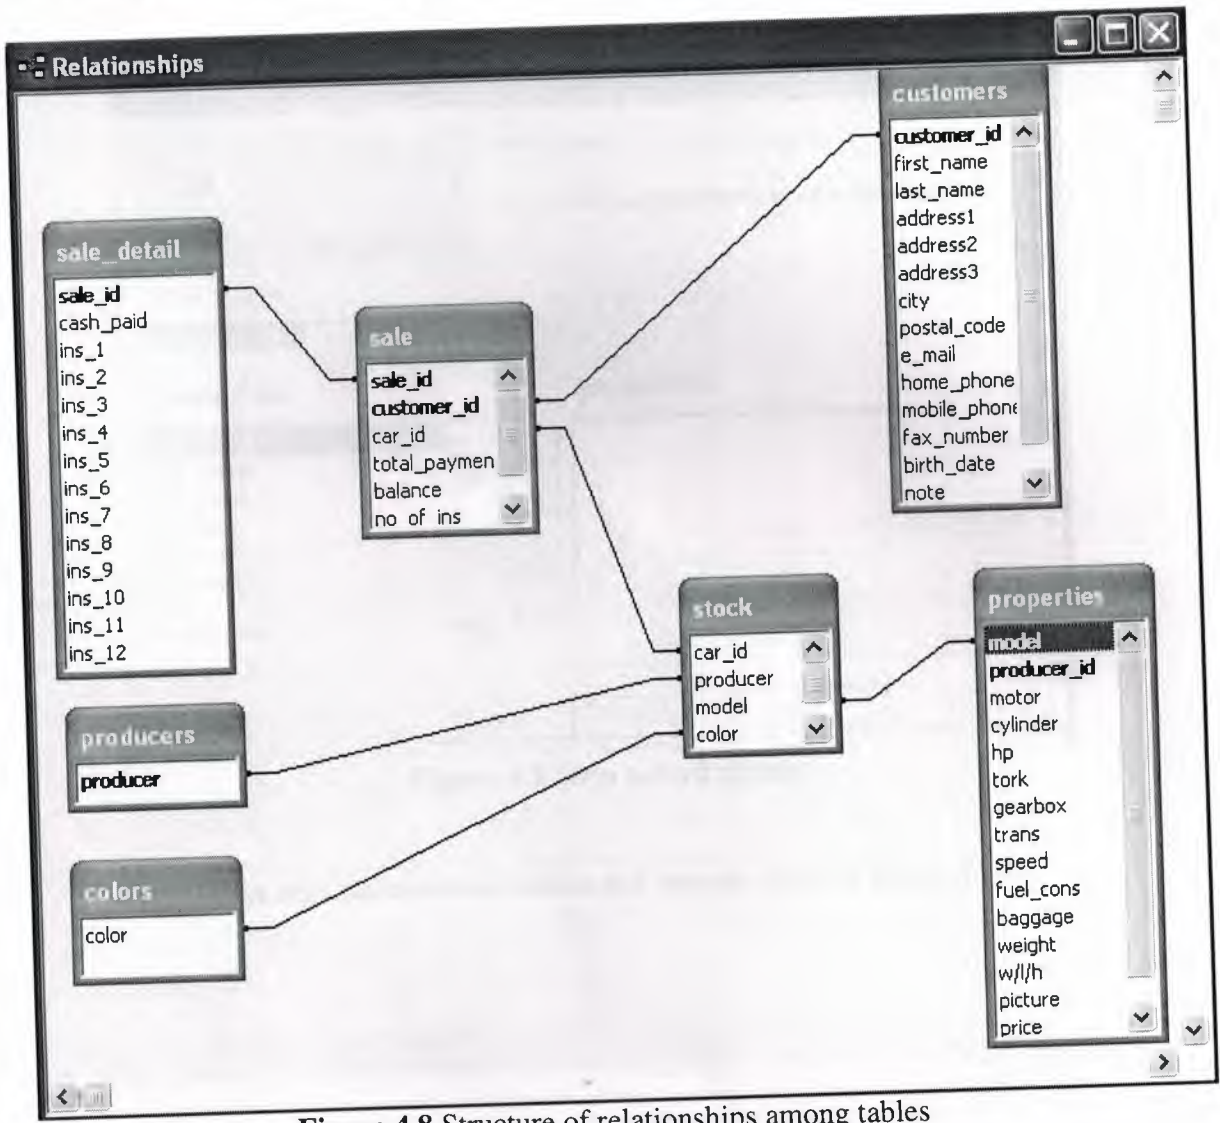 Relationships
customers
customer_id
first_name
last_name
address1
address2
address3
city
postal_code
e_mail
home_phone
mobile_phone
fax_number
birth_date
note
sale_detail
sale_id
cash_paid
ins_1
ins_2
ins_3
ins_4
ins_5
ins_6
ins_7
ins_8
ins_9
ins_10
ins_11
ins_12
sale
sale_id
customer_id
car_id
total_paymen
balance
no of ins
stock
car_id
producer
model
color
properties
model
producer_id
motor
cylinder
hp
tork
gearbox
trans
speed
fuel_cons
baggage
weight
w/l/h
picture
price
producers
producer
colors
color
Figure 4.8 Structure of relationships among tables